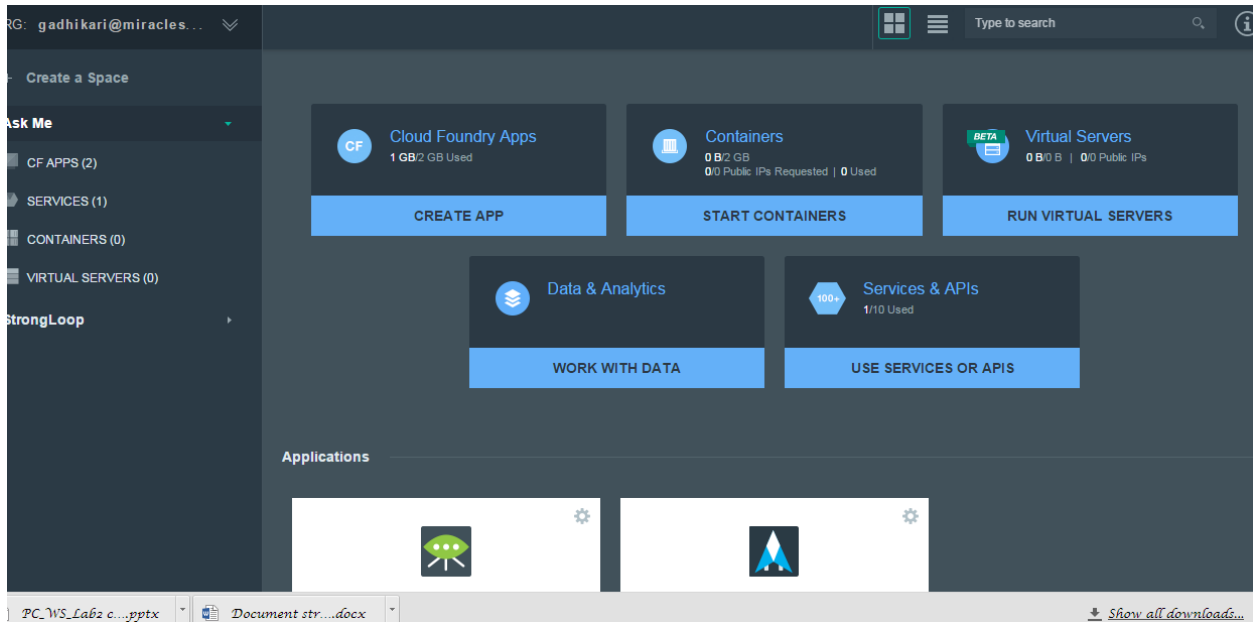 RG: gadhikari@miracles...
Type to search
Create a Space
Ask Me
CF APPS (2)
SERVICES (1)
CONTAINERS (0)
VIRTUAL SERVERS (0)
StrongLoop
CF
Cloud Foundry Apps
1 GB/2 GB Used
CREATE APP
Containers
0 B/2 GB
0/0 Public IPs Requested | 0 Used
START CONTAINERS
BETA
Virtual Servers
0 B/0 B | 0/0 Public IPs
RUN VIRTUAL SERVERS
Data & Analytics
WORK WITH DATA
100+
Services & APIs
1/10 Used
USE SERVICES OR APIS
Applications
PC_WS_Lab2 c....pptx
Document str....docx
Show all downloads...